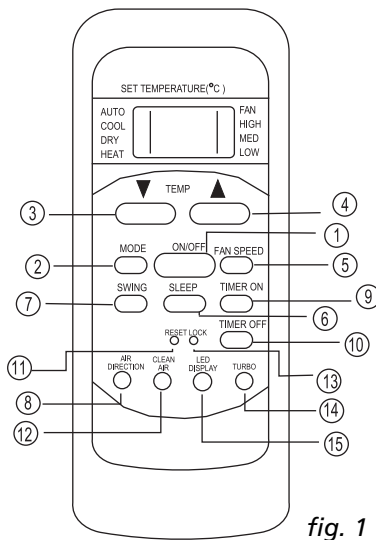 SET TEMPERATURE(°C)
AUTO
COOL
DRY
HEAT
FAN
HIGH
MED
LOW
▼ TEMP ▲
3
4
1
MODE ON/OFF FAN SPEED
2
5
SWING SLEEP TIMER ON
7
9
6
TIMER OFF
10
RESET LOCK
11
13
AIR DIRECTION
CLEAN AIR
LED DISPLAY
TURBO
8
12
14
15
fig. 1